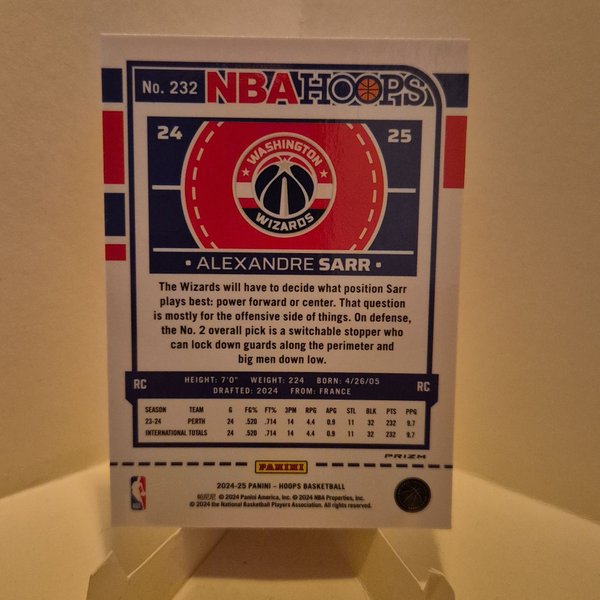 No. 232 NBA HOOPS
24 25
WASHINGTON
WIZARDS
• ALEXANDRE SARR •
The Wizards will have to decide what position Sarr
plays best: power forward or center. That question
is mostly for the offensive side of things. On defense,
the No. 2 overall pick is a switchable stopper who
can lock down guards along the perimeter and
big men down low.
RC HEIGHT: 7'0" WEIGHT: 224 BORN: 4/26/05 RC
DRAFTED: 2024 FROM: FRANCE
SEASON TEAM G FG% FT% 3PM RPG APG STL BLK PTS PPG
23-24 PERTH 24 .520 .714 14 4.4 0.9 11 32 232 9.7
INTERNATIONAL TOTALS 24 .520 .714 14 4.4 0.9 11 32 232 9.7
PRIZM
PANINI
2024-25 PANINI – HOOPS BASKETBALL
帕尼尼 © 2024 Panini America, Inc. © 2024 NBA Properties, Inc.
© 2024 the National Basketball Players Association. All rights reserved.